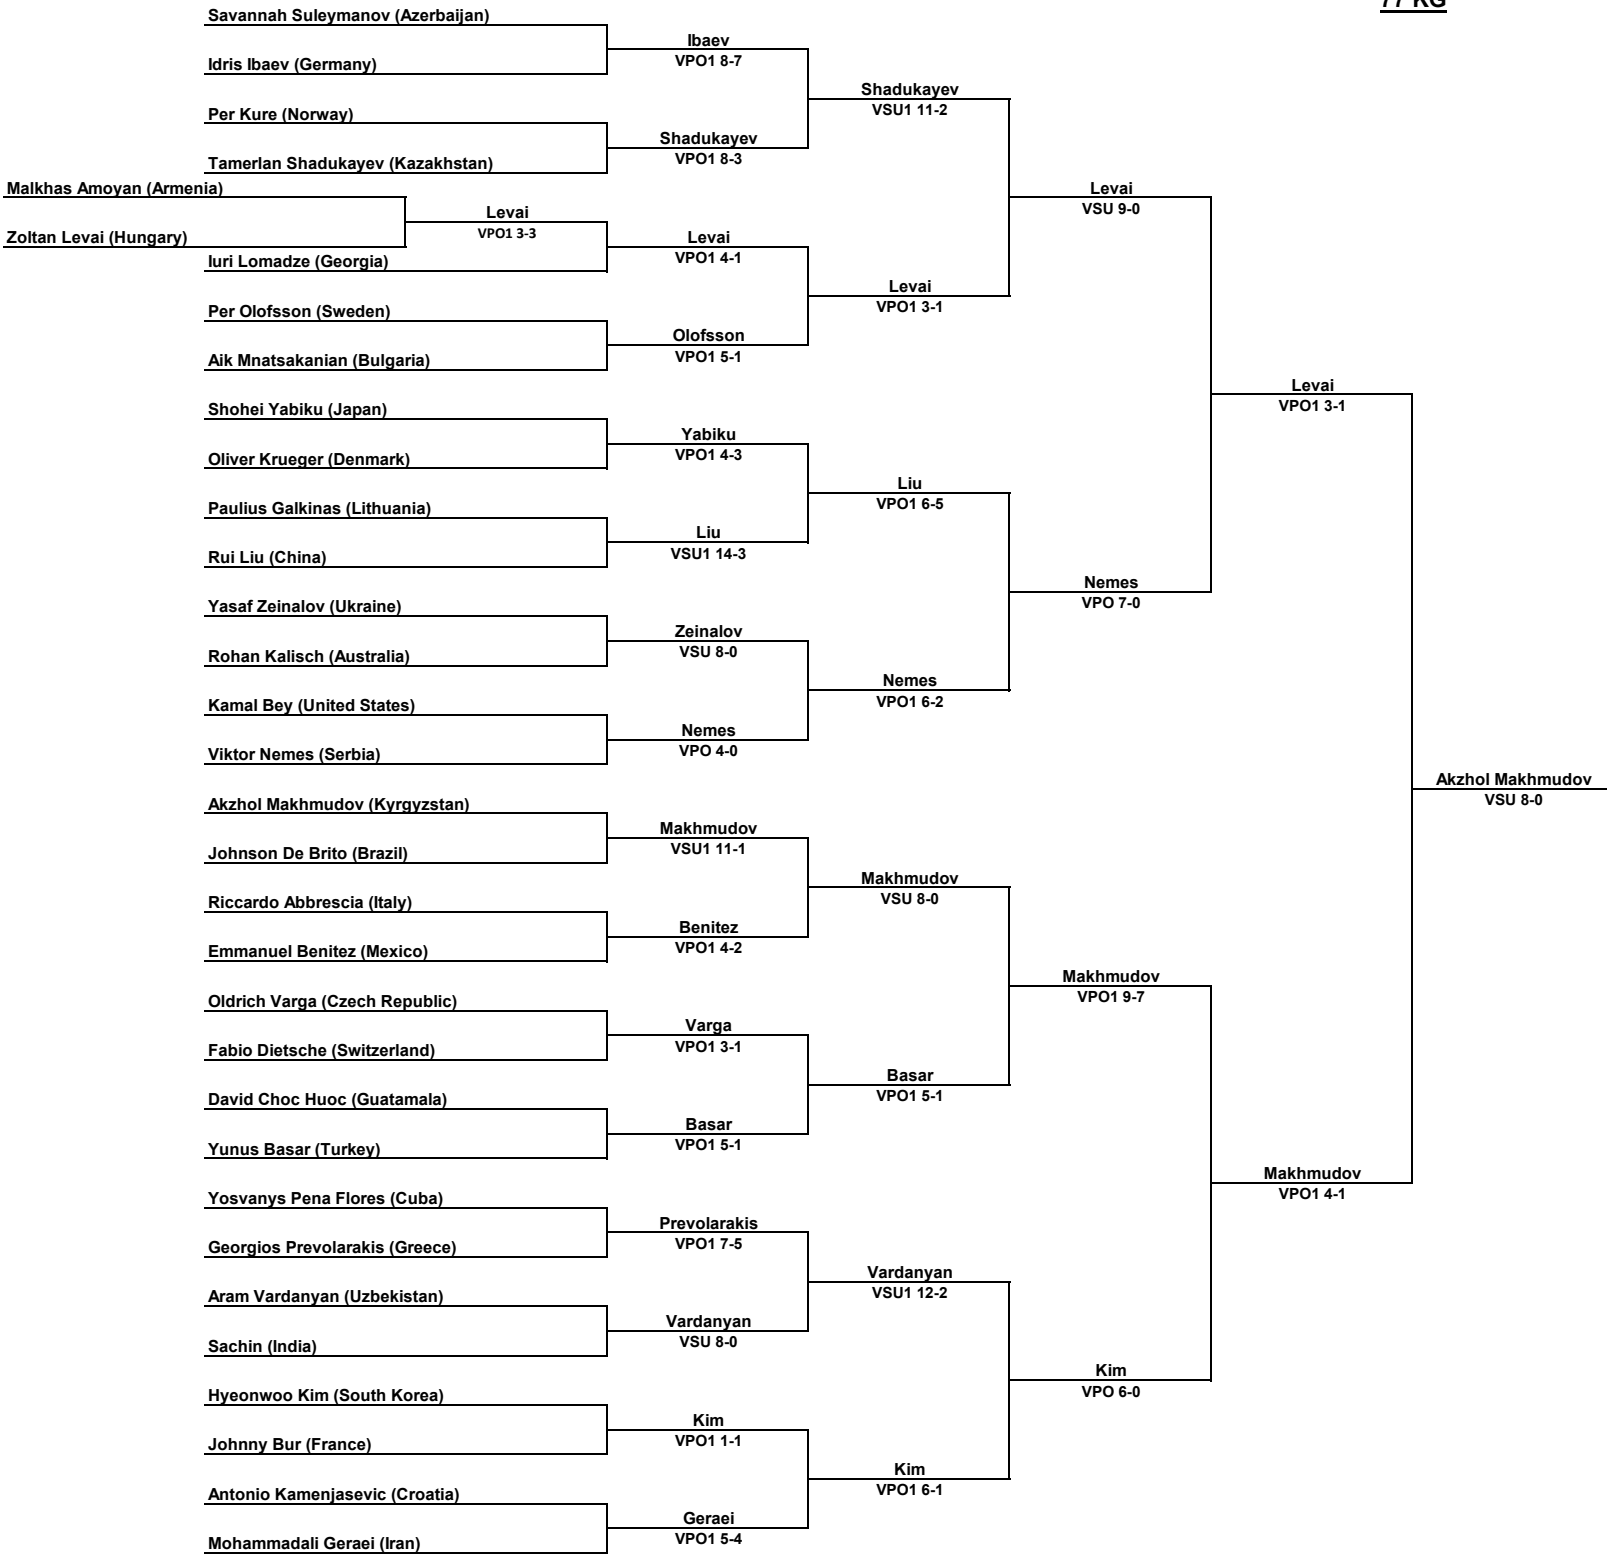 77 KG
Savannah Suleymanov (Azerbaijan)
Ibaev
VPO1 8-7
Idris Ibaev (Germany)
Shadukayev
VSU1 11-2
Per Kure (Norway)
Shadukayev
VPO1 8-3
Tamerlan Shadukayev (Kazakhstan)
Malkhas Amoyan (Armenia)
Levai
VSU 9-0
Levai
VPO1 3-3
Zoltan Levai (Hungary)
Levai
VPO1 4-1
Iuri Lomadze (Georgia)
Levai
VPO1 3-1
Per Olofsson (Sweden)
Olofsson
VPO1 5-1
Aik Mnatsakanian (Bulgaria)
Levai
VPO1 3-1
Shohei Yabiku (Japan)
Yabiku
VPO1 4-3
Oliver Krueger (Denmark)
Liu
VPO1 6-5
Paulius Galkinas (Lithuania)
Liu
VSU1 14-3
Rui Liu (China)
Nemes
VPO 7-0
Yasaf Zeinalov (Ukraine)
Zeinalov
VSU 8-0
Rohan Kalisch (Australia)
Nemes
VPO1 6-2
Kamal Bey (United States)
Nemes
VPO 4-0
Viktor Nemes (Serbia)
Akzhol Makhmudov
VSU 8-0
Akzhol Makhmudov (Kyrgyzstan)
Makhmudov
VSU1 11-1
Johnson De Brito (Brazil)
Makhmudov
VSU 8-0
Riccardo Abbrescia (Italy)
Benitez
VPO1 4-2
Emmanuel Benitez (Mexico)
Makhmudov
VPO1 9-7
Oldrich Varga (Czech Republic)
Varga
VPO1 3-1
Fabio Dietsche (Switzerland)
Basar
VPO1 5-1
David Choc Huoc (Guatamala)
Basar
VPO1 5-1
Yunus Basar (Turkey)
Makhmudov
VPO1 4-1
Yosvanys Pena Flores (Cuba)
Prevolarakis
VPO1 7-5
Georgios Prevolarakis (Greece)
Vardanyan
VSU1 12-2
Aram Vardanyan (Uzbekistan)
Vardanyan
VSU 8-0
Sachin (India)
Kim
VPO 6-0
Hyeonwoo Kim (South Korea)
Kim
VPO1 1-1
Johnny Bur (France)
Kim
VPO1 6-1
Antonio Kamenjasevic (Croatia)
Geraei
VPO1 5-4
Mohammadali Geraei (Iran)